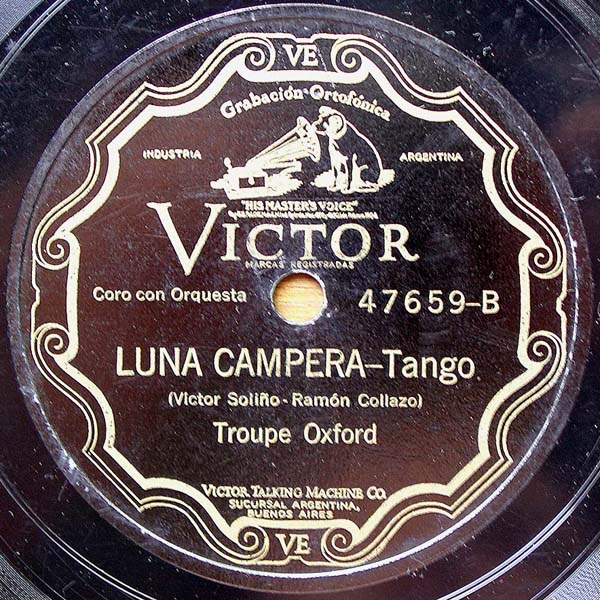 VE
Grabación Ortofónica
INDUSTRIA ARGENTINA
"HIS MASTER'S VOICE"
VICTOR
MARCAS REGISTRADAS
Coro con Orquesta 47659-B
LUNA CAMPERA-Tango
(Victor Soliño - Ramón Collazo)
Troupe Oxford
VICTOR TALKING MACHINE CO.
SUCURSAL ARGENTINA,
BUENOS AIRES
VE